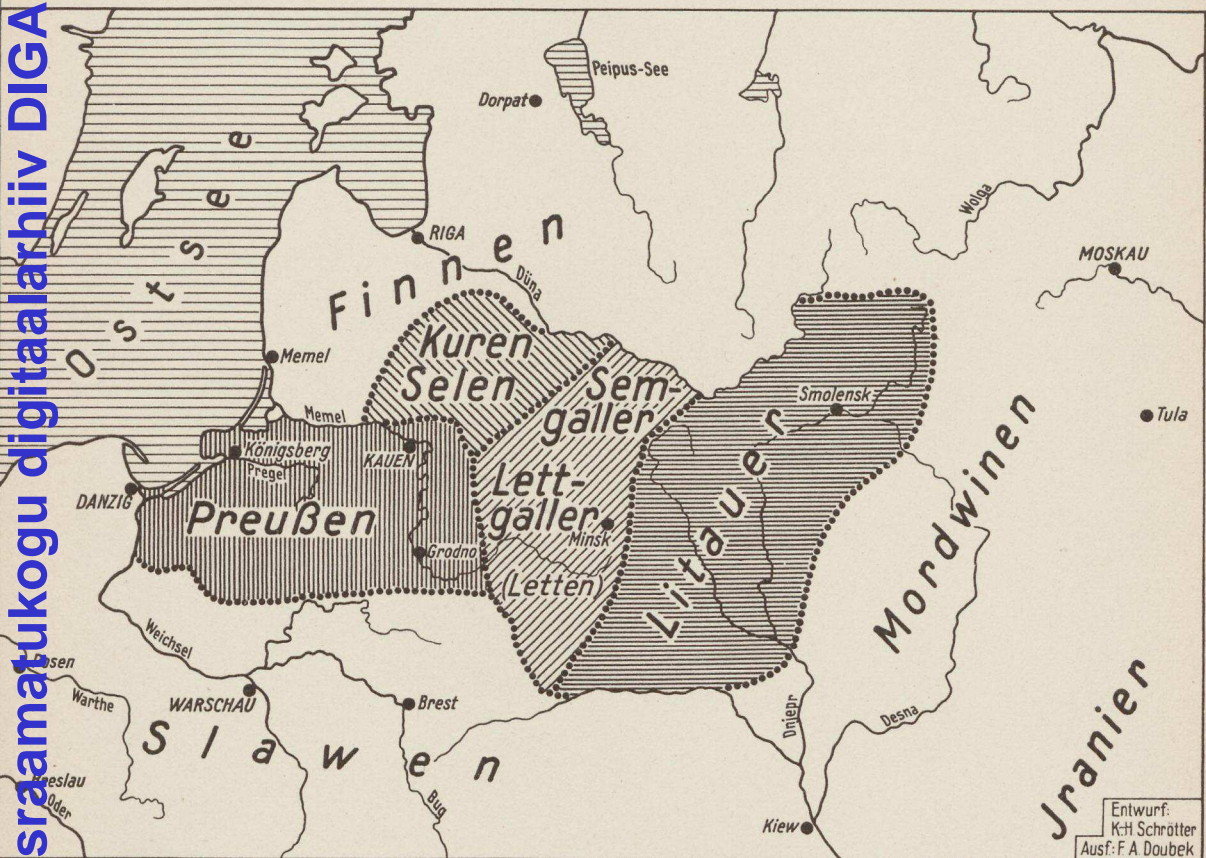 sraamatukogu digitaalarhiiv DIGA
Ostsee
Peipus-See
Dorpat
Wolga
RIGA
Finnen
Düna
MOSKAU
Memel
Kuren
Selen
Sem-
galler
Smolensk
Tula
Memel
Königsberg
Pregel
KAUEN
DANZIG
Preußen
Lett-
galler
Minsk
Grodno
(Letten)
Litauer
Mordwinen
Weichsel
Posen
Warthe
WARSCHAU
Brest
Slawen
Dnjepr
Desna
Jranier
Breslau
Oder
Bug
Kiew
Entwurf:
K-H Schrötter
Ausf.: F A Doubek